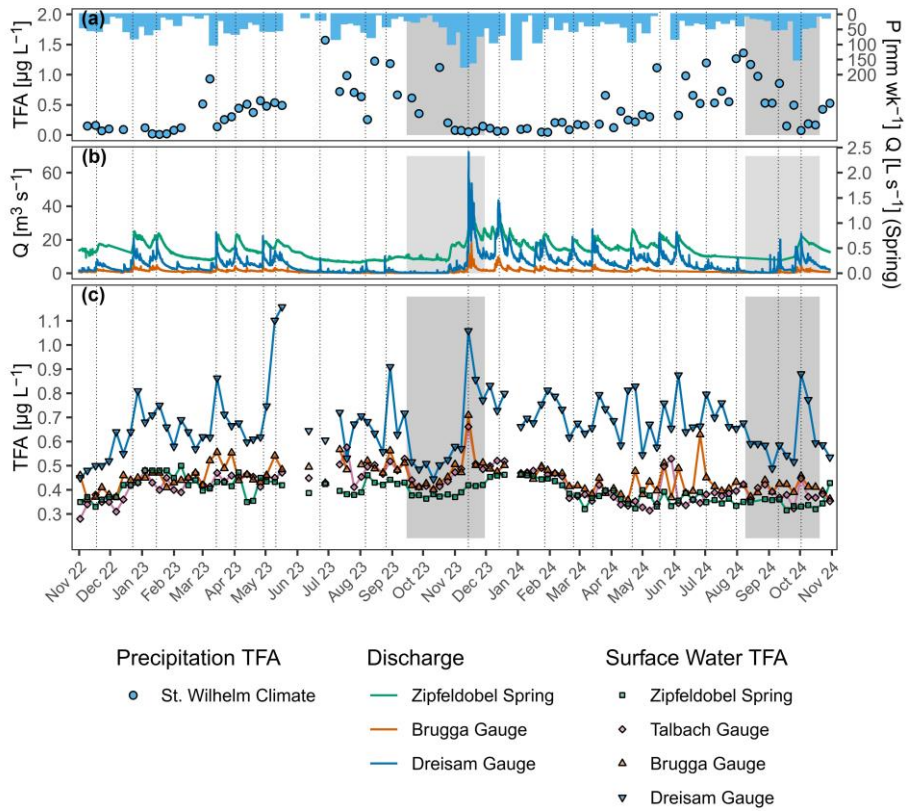 (a)
TFA [µg L⁻¹]
2.0
1.5
1.0
0.5
0.0
0
50
100
150
200
P [mm wk⁻¹]
(b)
Q [m³ s⁻¹]
60
40
20
0
2.5
2.0
1.5
1.0
0.5
0.0
Q [L s⁻¹] (Spring)
(c)
TFA [µg L⁻¹]
1.1
1.0
0.9
0.8
0.7
0.6
0.5
0.4
0.3
Nov 22 Dec 22 Jan 23 Feb 23 Mar 23 Apr 23 May 23 Jun 23 Jul 23 Aug 23 Sep 23 Oct 23 Nov 23 Dec 23 Jan 24 Feb 24 Mar 24 Apr 24 May 24 Jun 24 Jul 24 Aug 24 Sep 24 Oct 24 Nov 24
Precipitation TFA Discharge Surface Water TFA
St. Wilhelm Climate Zipfeldobel Spring Zipfeldobel Spring
Brugga Gauge Talbach Gauge
Dreisam Gauge Brugga Gauge
Dreisam Gauge